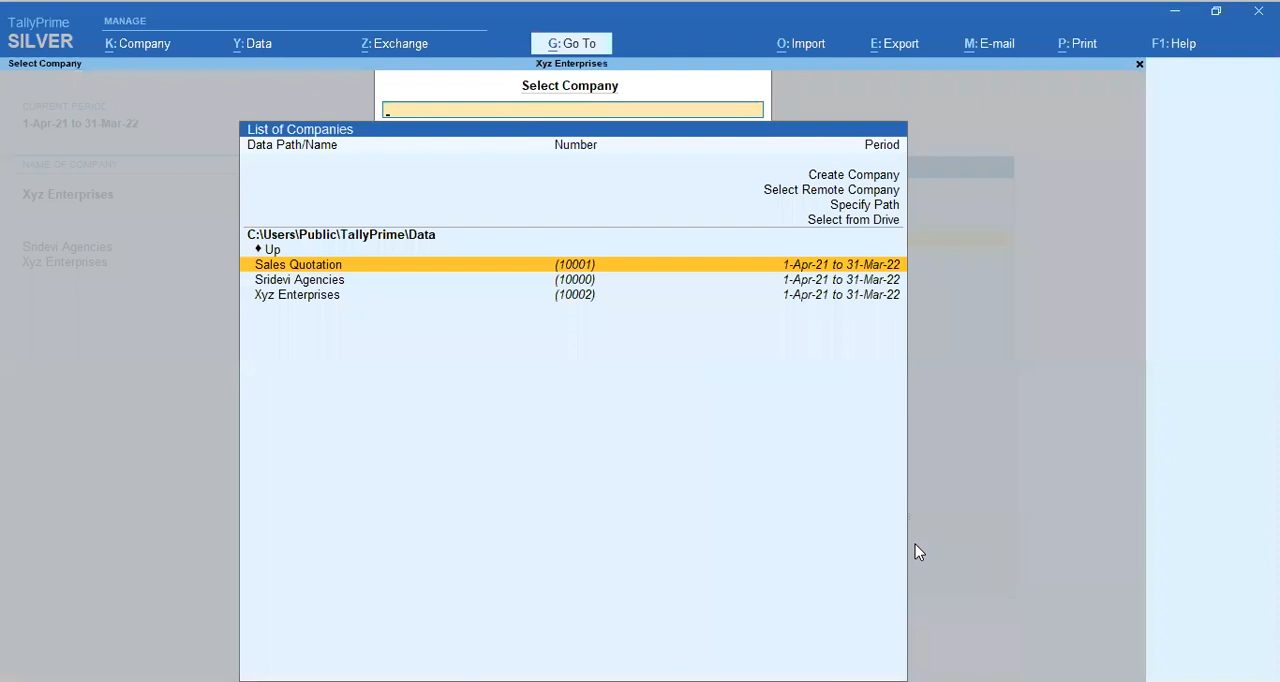 TallyPrime
SILVER
MANAGE
K: Company
Y: Data
Z: Exchange
G: Go To
O: Import
E: Export
M: E-mail
P: Print
F1: Help
Select Company
Xyz Enterprises
CURRENT PERIOD
1-Apr-21 to 31-Mar-22
NAME OF COMPANY
Xyz Enterprises
Sridevi Agencies
Xyz Enterprises
Select Company
List of Companies
Data Path/Name Number Period
Create Company
Select Remote Company
Specify Path
Select from Drive
C:\Users\Public\TallyPrime\Data
♦ Up
Sales Quotation (10001) 1-Apr-21 to 31-Mar-22
Sridevi Agencies (10000) 1-Apr-21 to 31-Mar-22
Xyz Enterprises (10002) 1-Apr-21 to 31-Mar-22